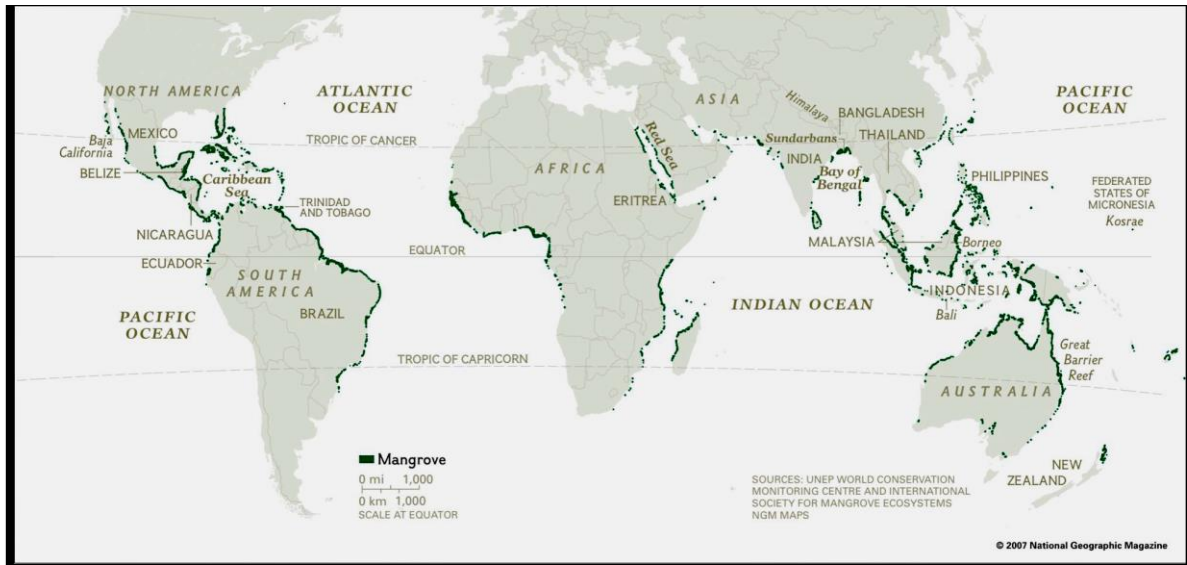 NORTH AMERICA
ATLANTIC
OCEAN
ASIA
Himalaya
BANGLADESH
PACIFIC
OCEAN
MEXICO
Baja
California
TROPIC OF CANCER
Red Sea
Sundarbans
THAILAND
BELIZE
Caribbean
Sea
AFRICA
INDIA
Bay of
Bengal
PHILIPPINES
FEDERATED
STATES OF
MICRONESIA
Kosrae
TRINIDAD
AND TOBAGO
ERITREA
NICARAGUA
MALAYSIA
Borneo
EQUATOR
ECUADOR
SOUTH
AMERICA
INDONESIA
BRAZIL
INDIAN OCEAN
Bali
PACIFIC
OCEAN
TROPIC OF CAPRICORN
Great
Barrier
Reef
AUSTRALIA
Mangrove
0 mi 1,000
0 km 1,000
SCALE AT EQUATOR
NEW
ZEALAND
SOURCES: UNEP WORLD CONSERVATION
MONITORING CENTRE AND INTERNATIONAL
SOCIETY FOR MANGROVE ECOSYSTEMS
NGM MAPS
© 2007 National Geographic Magazine